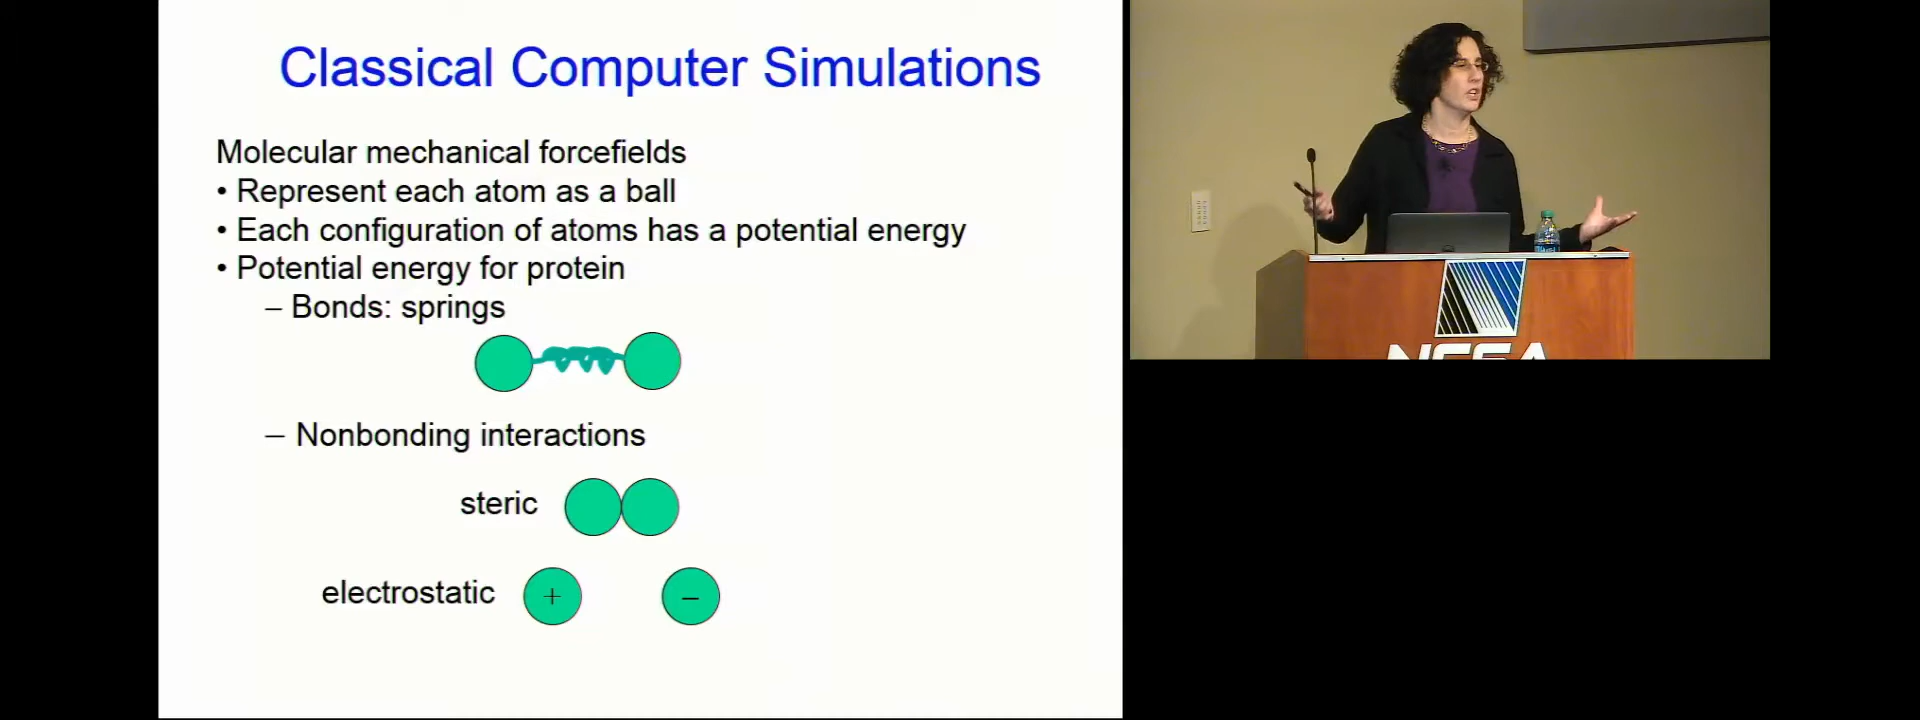 Classical Computer Simulations
Molecular mechanical forcefields
• Represent each atom as a ball
• Each configuration of atoms has a potential energy
• Potential energy for protein
– Bonds: springs
– Nonbonding interactions
steric
electrostatic + –
NCSA